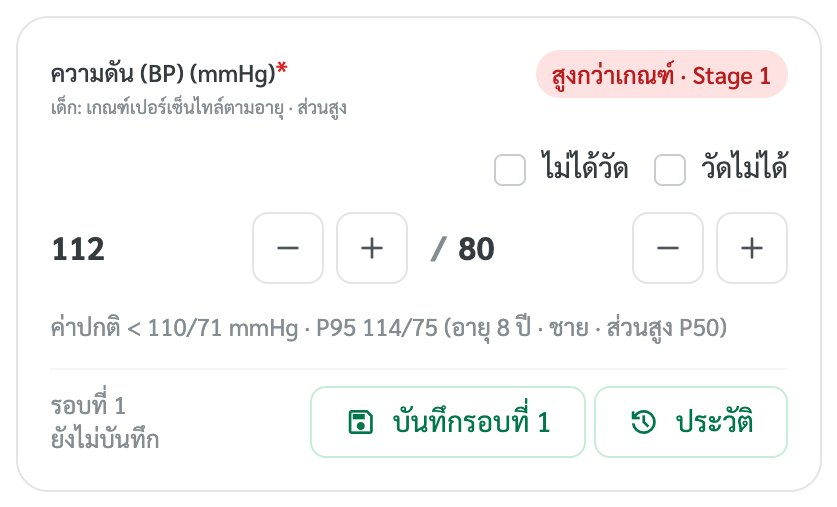 ความดัน (BP) (mmHg)*
สูงกว่าเกณฑ์ · Stage 1
เด็ก: เกณฑ์เปอร์เซ็นไทล์ตามอายุ · ส่วนสูง
ไม่ได้วัด วัดไม่ได้
112 − + / 80 − +
ค่าปกติ < 110/71 mmHg · P95 114/75 (อายุ 8 ปี · ชาย · ส่วนสูง P50)
รอบที่ 1
ยังไม่บันทึก
บันทึกรอบที่ 1
ประวัติ